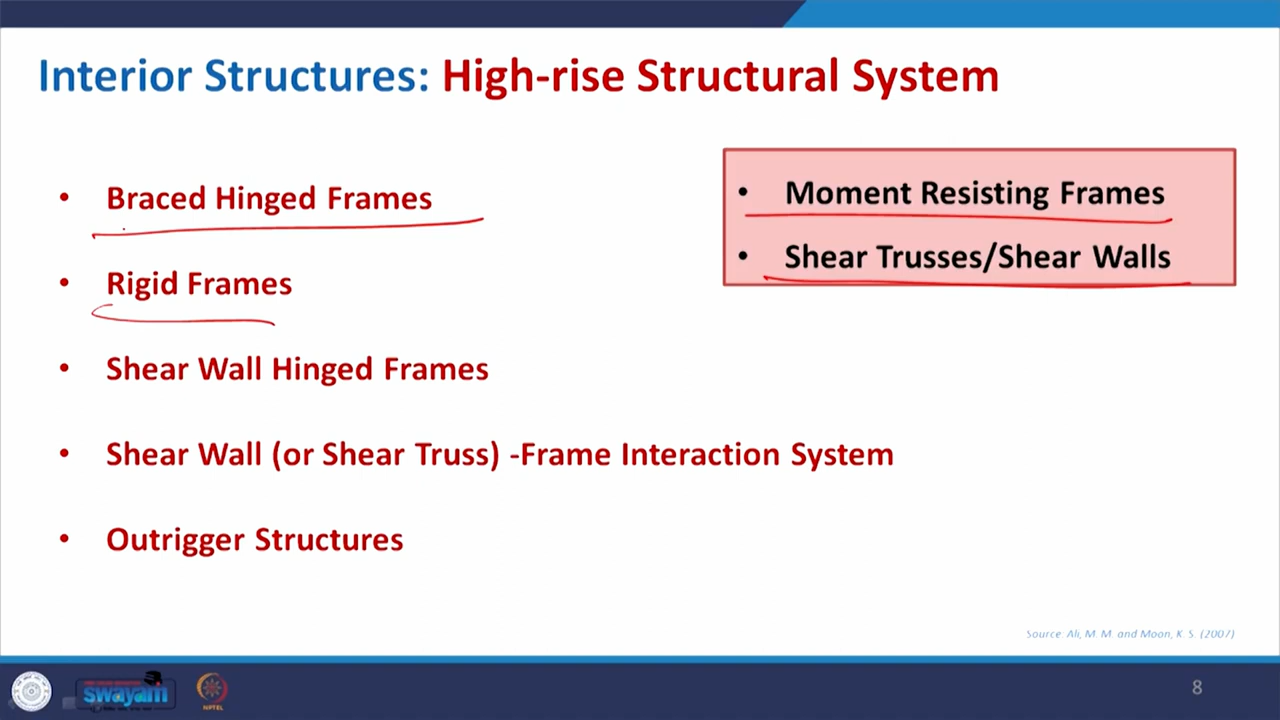 Interior Structures: High-rise Structural System
• Braced Hinged Frames
• Rigid Frames
• Shear Wall Hinged Frames
• Shear Wall (or Shear Truss) -Frame Interaction System
• Outrigger Structures
• Moment Resisting Frames
• Shear Trusses/Shear Walls
Source: Ali, M. M. and Moon, K. S. (2007)
swayam
NPTEL
8